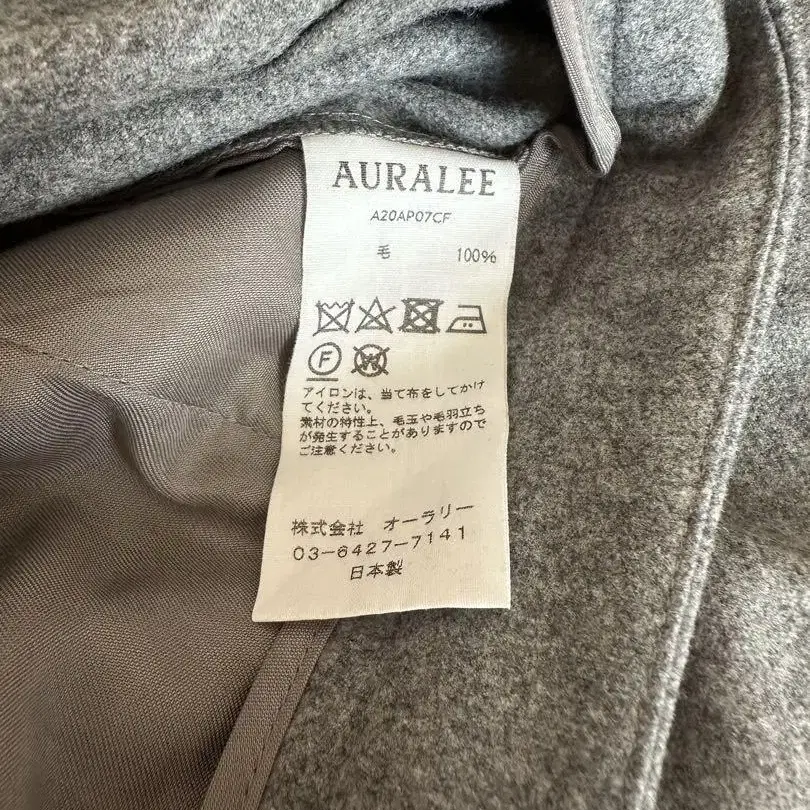 AURALEE
A20AP07CF
毛 100%
F
W
アイロンは、当て布をしてかけ
てください。
素材の特性上、毛玉や毛羽立ち
が発生することがありますので
ご注意ください。
株式会社 オーラリー
03-6427-7141
日本製